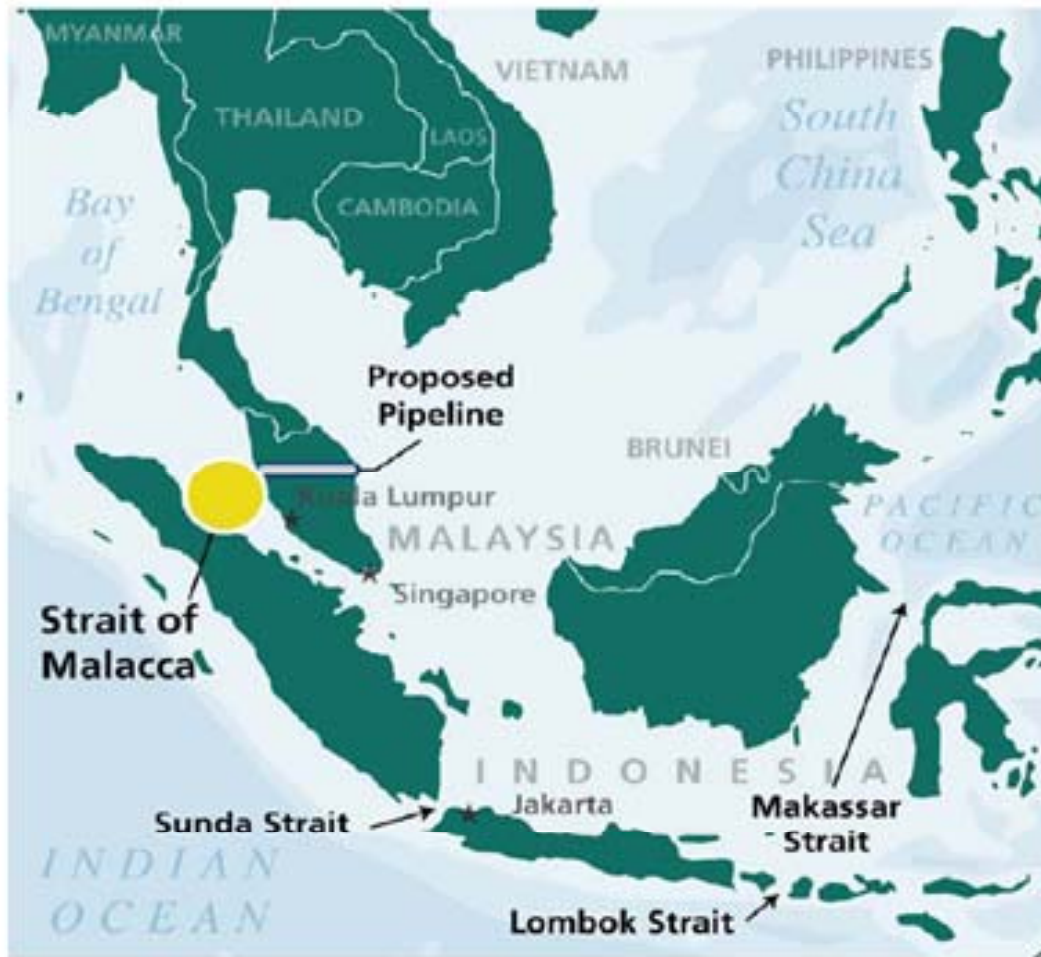 MYANMAR
VIETNAM
PHILIPPINES
THAILAND
LAOS
South
China
Sea
Bay
of
Bengal
CAMBODIA
Proposed
Pipeline
BRUNEI
Kuala Lumpur
MALAYSIA
PACIFIC
OCEAN
Singapore
Strait of
Malacca
INDONESIA
Jakarta
Sunda Strait
Makassar
Strait
INDIAN
OCEAN
Lombok Strait